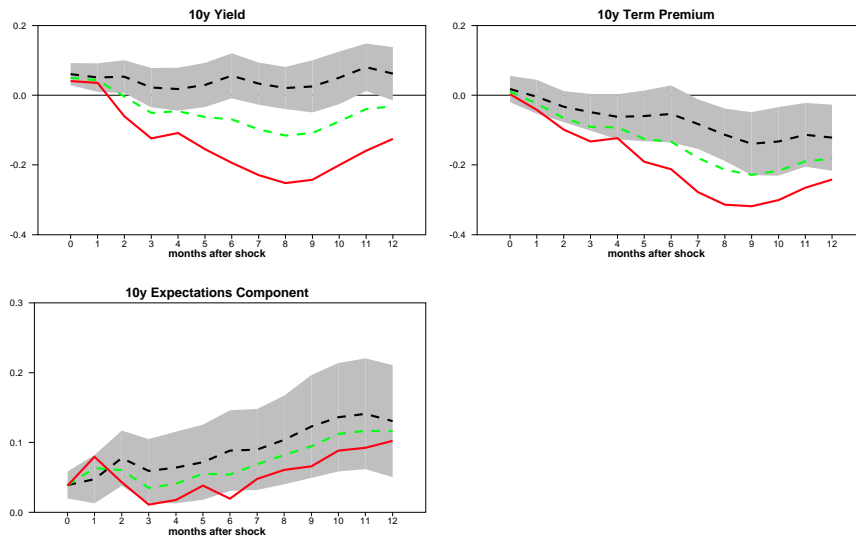 10y Yield
0.2
0.0
-0.2
-0.4
0 1 2 3 4 5 6 7 8 9 10 11 12
months after shock
10y Term Premium
0.2
0.0
-0.2
-0.4
0 1 2 3 4 5 6 7 8 9 10 11 12
months after shock
10y Expectations Component
0.3
0.2
0.1
0.0
0 1 2 3 4 5 6 7 8 9 10 11 12
months after shock